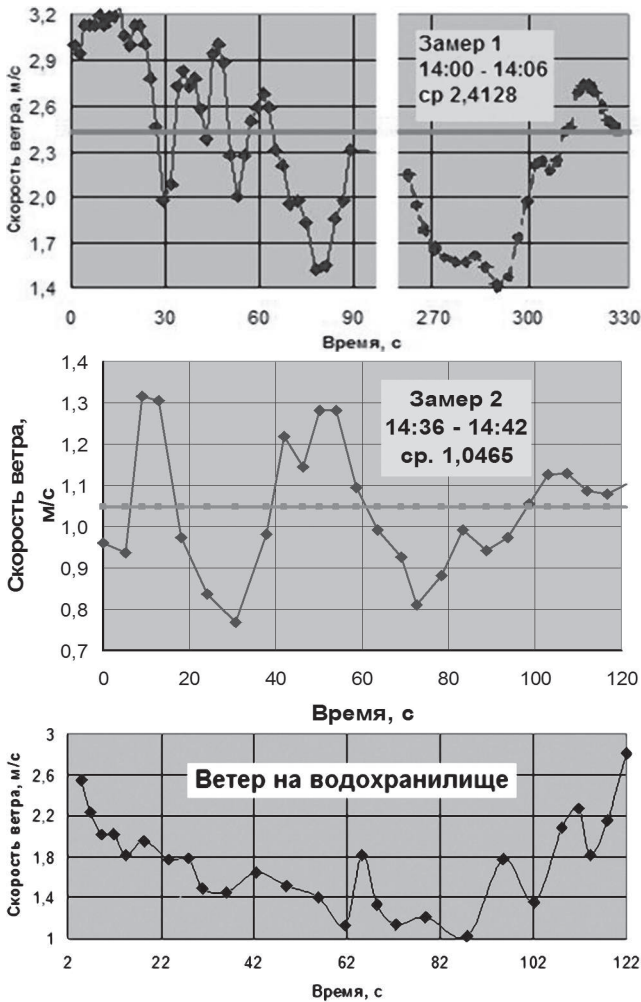 Скорость ветра, м/с
3,2
2,9
2,6
2,3
2,0
1,7
1,4
0 30 60 90 270 300 330
Время, с
Замер 1
14:00 - 14:06
ср 2,4128
Скорость ветра,
м/с
1,4
1,3
1,2
1,1
1,0
0,9
0,8
0,7
0 20 40 60 80 100 120
Время, с
Замер 2
14:36 - 14:42
ср. 1,0465
Скорость ветра, м/с
3
2,6
2,2
1,8
1,4
1
2 22 42 62 82 102 122
Время, с
Ветер на водохранилище